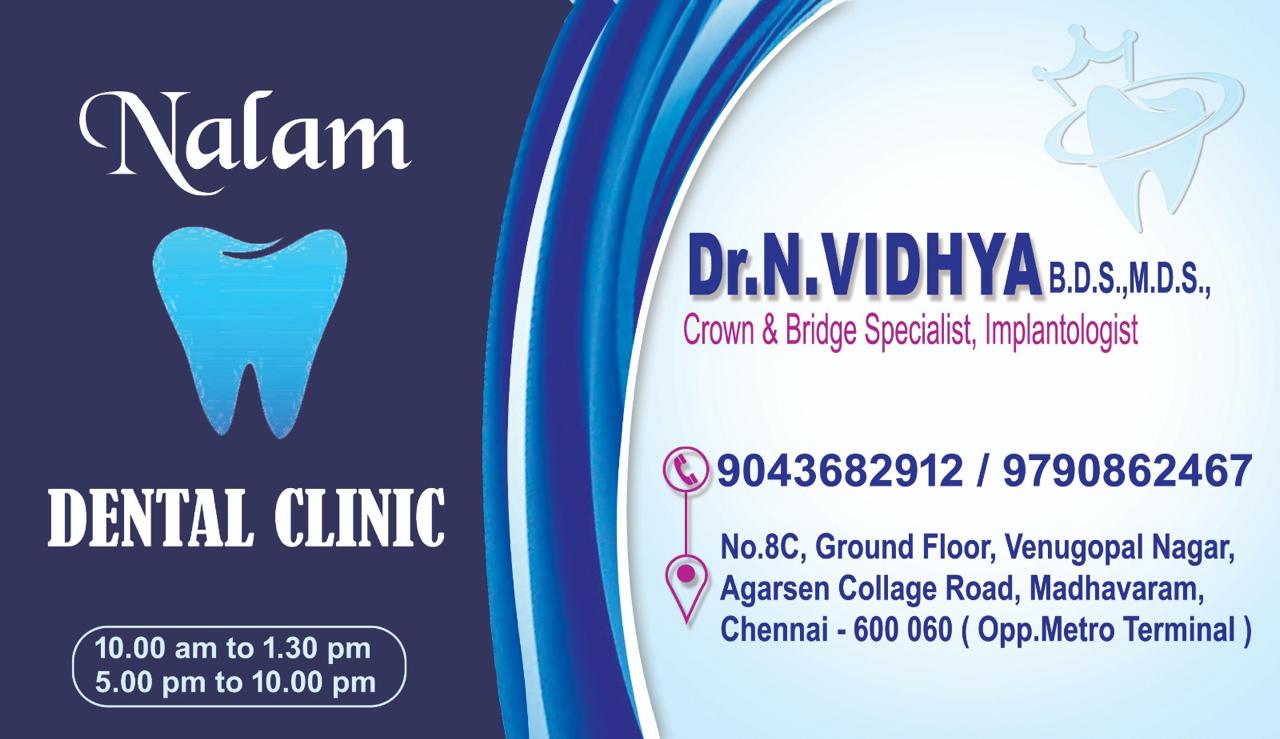 Nalam
DENTAL CLINIC
10.00 am to 1.30 pm
5.00 pm to 10.00 pm
Dr.N.VIDHYA B.D.S.,M.D.S.,
Crown & Bridge Specialist, Implantologist
9043682912 / 9790862467
No.8C, Ground Floor, Venugopal Nagar,
Agarsen Collage Road, Madhavaram,
Chennai - 600 060 ( Opp.Metro Terminal )